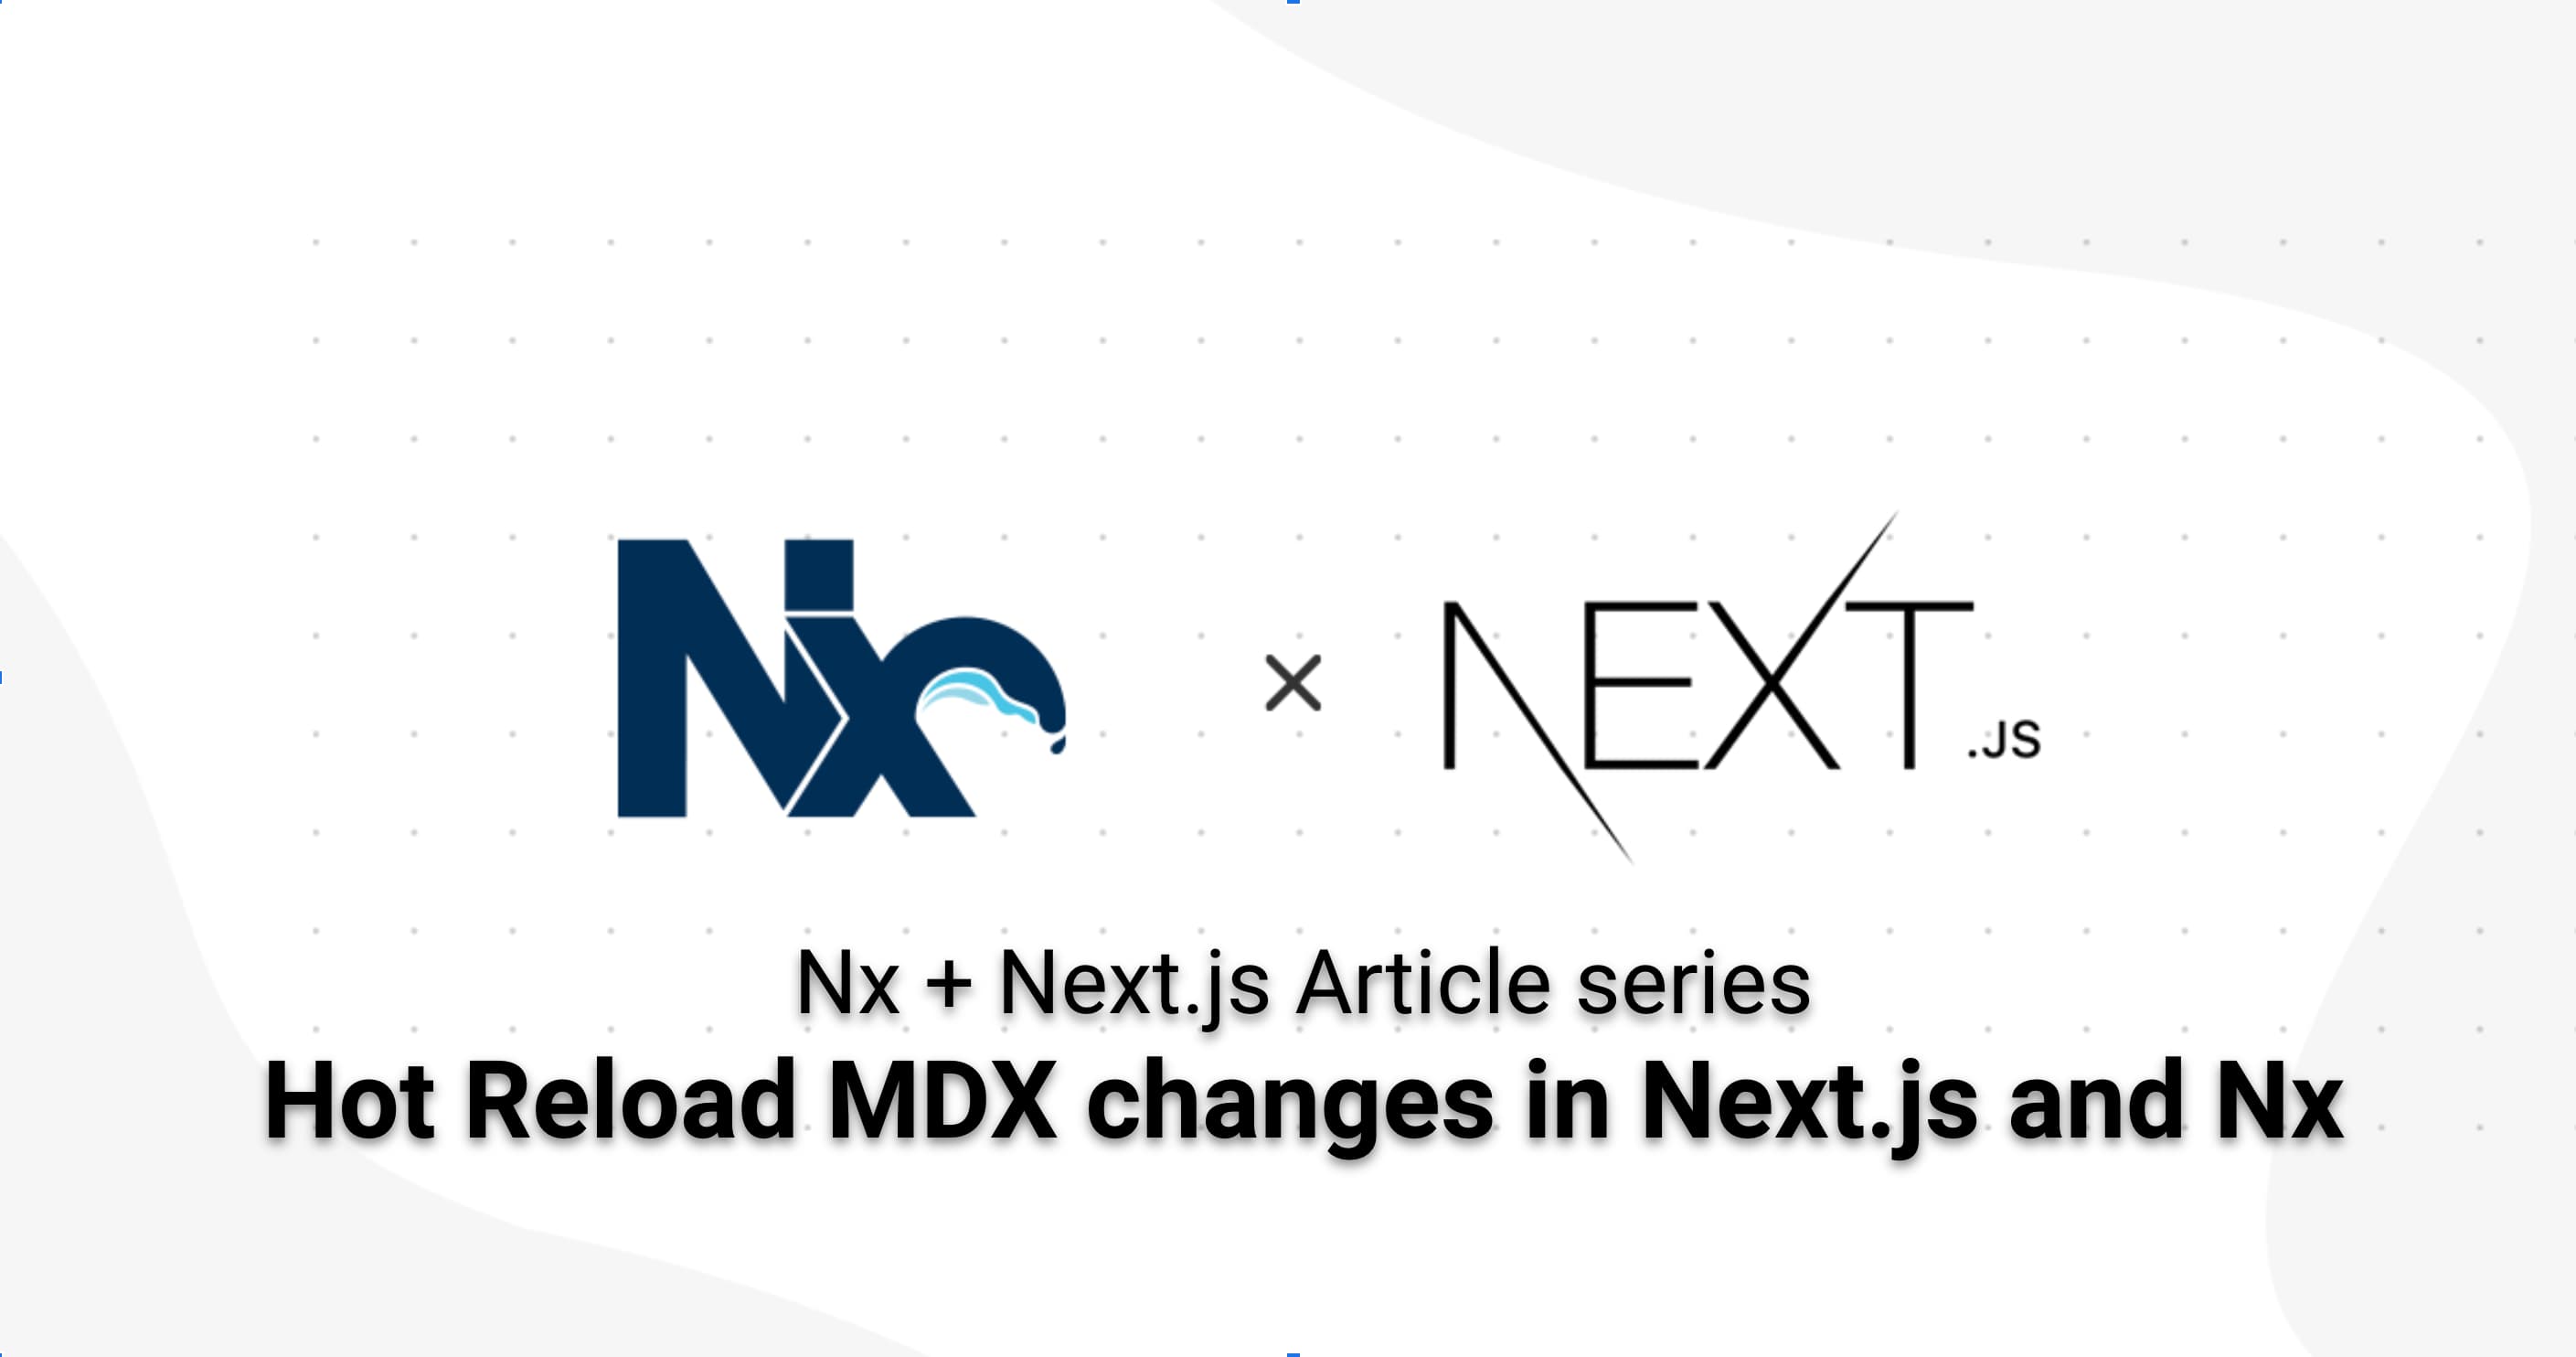 Nx × NEXT.JS
Nx + Next.js Article series
Hot Reload MDX changes in Next.js and Nx